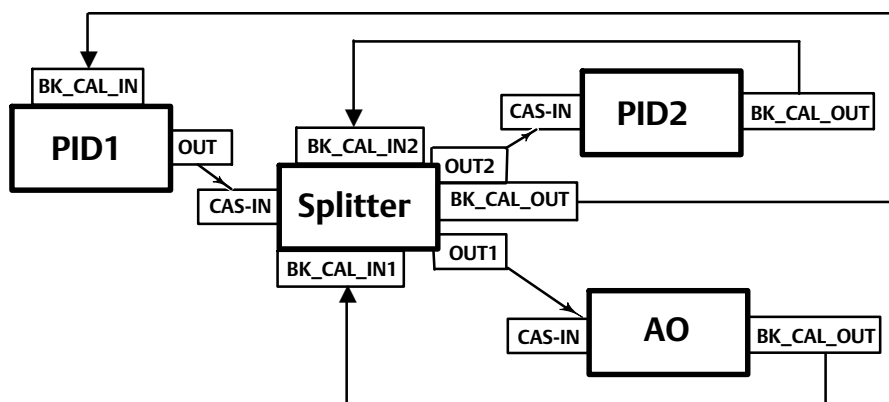 BK_CAL_IN
PID1
OUT
CAS-IN
BK_CAL_IN2
Splitter
BK_CAL_IN1
OUT2
BK_CAL_OUT
OUT1
CAS-IN
PID2
BK_CAL_OUT
CAS-IN
AO
BK_CAL_OUT